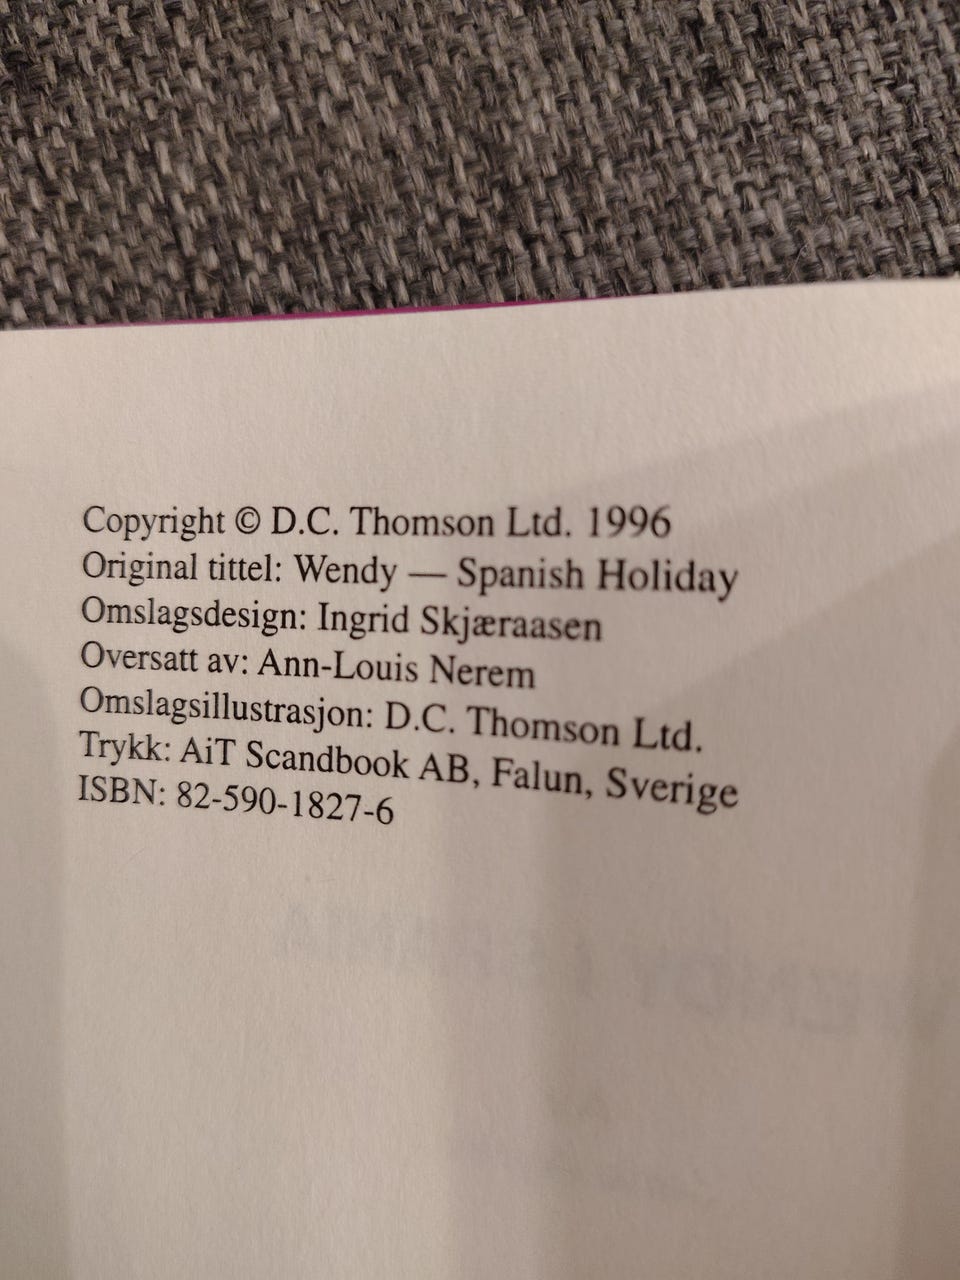 Copyright © D.C. Thomson Ltd. 1996
Original tittel: Wendy — Spanish Holiday
Omslagsdesign: Ingrid Skjæraasen
Oversatt av: Ann-Louis Nerem
Omslagsillustrasjon: D.C. Thomson Ltd.
Trykk: AiT Scandbook AB, Falun, Sverige
ISBN: 82-590-1827-6